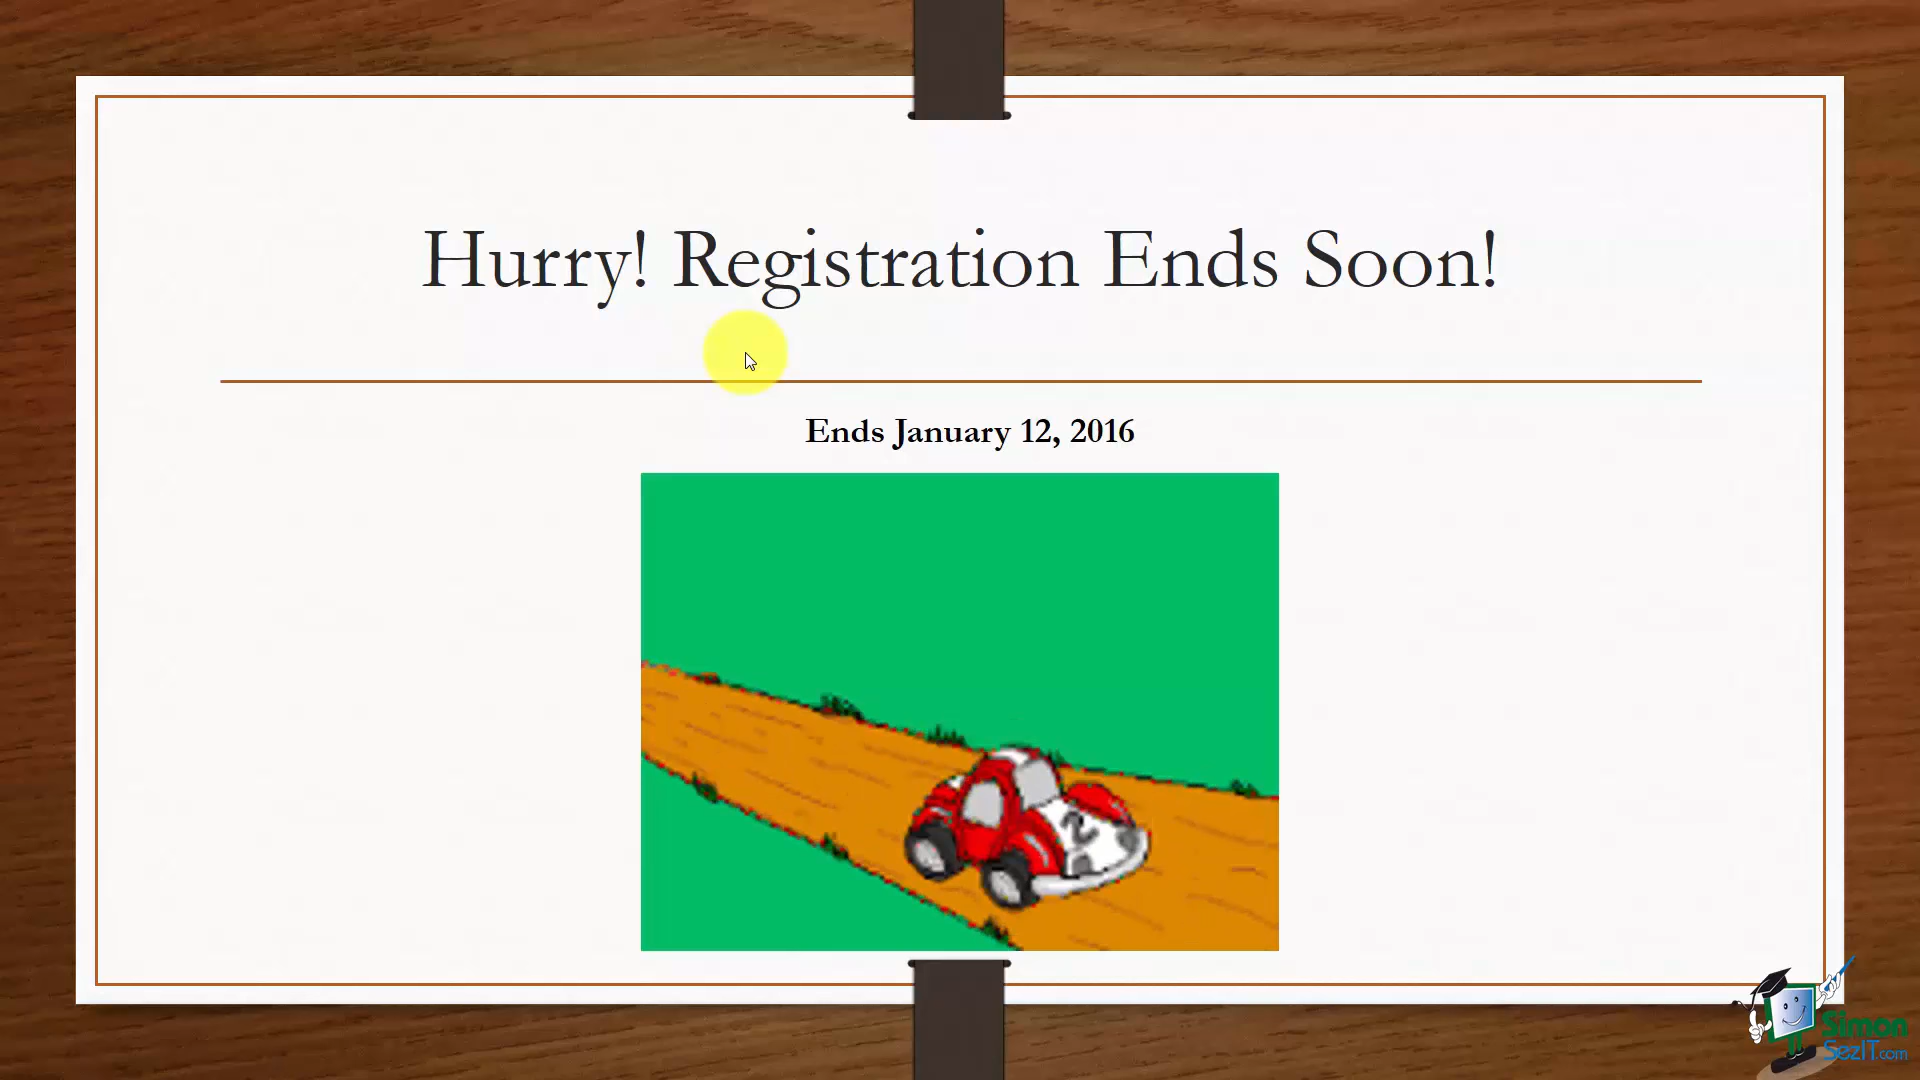 Hurry! Registration Ends Soon!
Ends January 12, 2016
2
Simon
SezIT.com